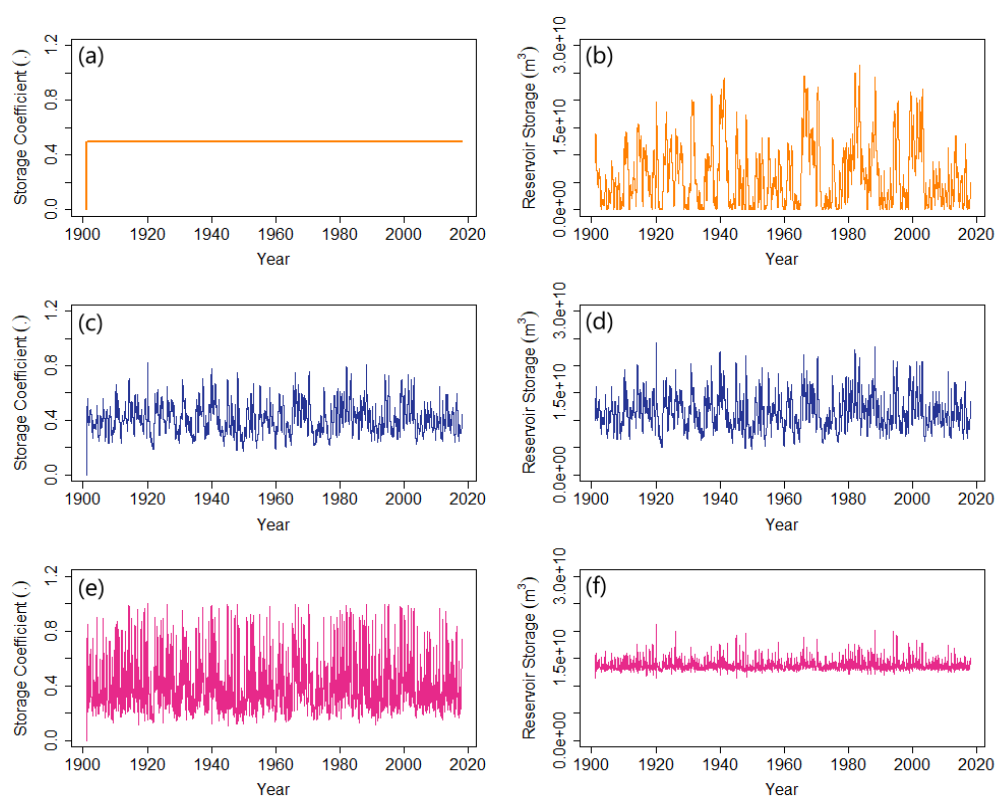 (a)
Storage Coefficient (.)
0.0 0.4 0.8 1.2
1900 1920 1940 1960 1980 2000 2020
Year
(b)
Reservoir Storage (m³)
0.0e+00 1.5e+10 3.0e+10
1900 1920 1940 1960 1980 2000 2020
Year
(c)
Storage Coefficient (.)
0.0 0.4 0.8 1.2
1900 1920 1940 1960 1980 2000 2020
Year
(d)
Reservoir Storage (m³)
0.0e+00 1.5e+10 3.0e+10
1900 1920 1940 1960 1980 2000 2020
Year
(e)
Storage Coefficient (.)
0.0 0.4 0.8 1.2
1900 1920 1940 1960 1980 2000 2020
Year
(f)
Reservoir Storage (m³)
0.0e+00 1.5e+10 3.0e+10
1900 1920 1940 1960 1980 2000 2020
Year